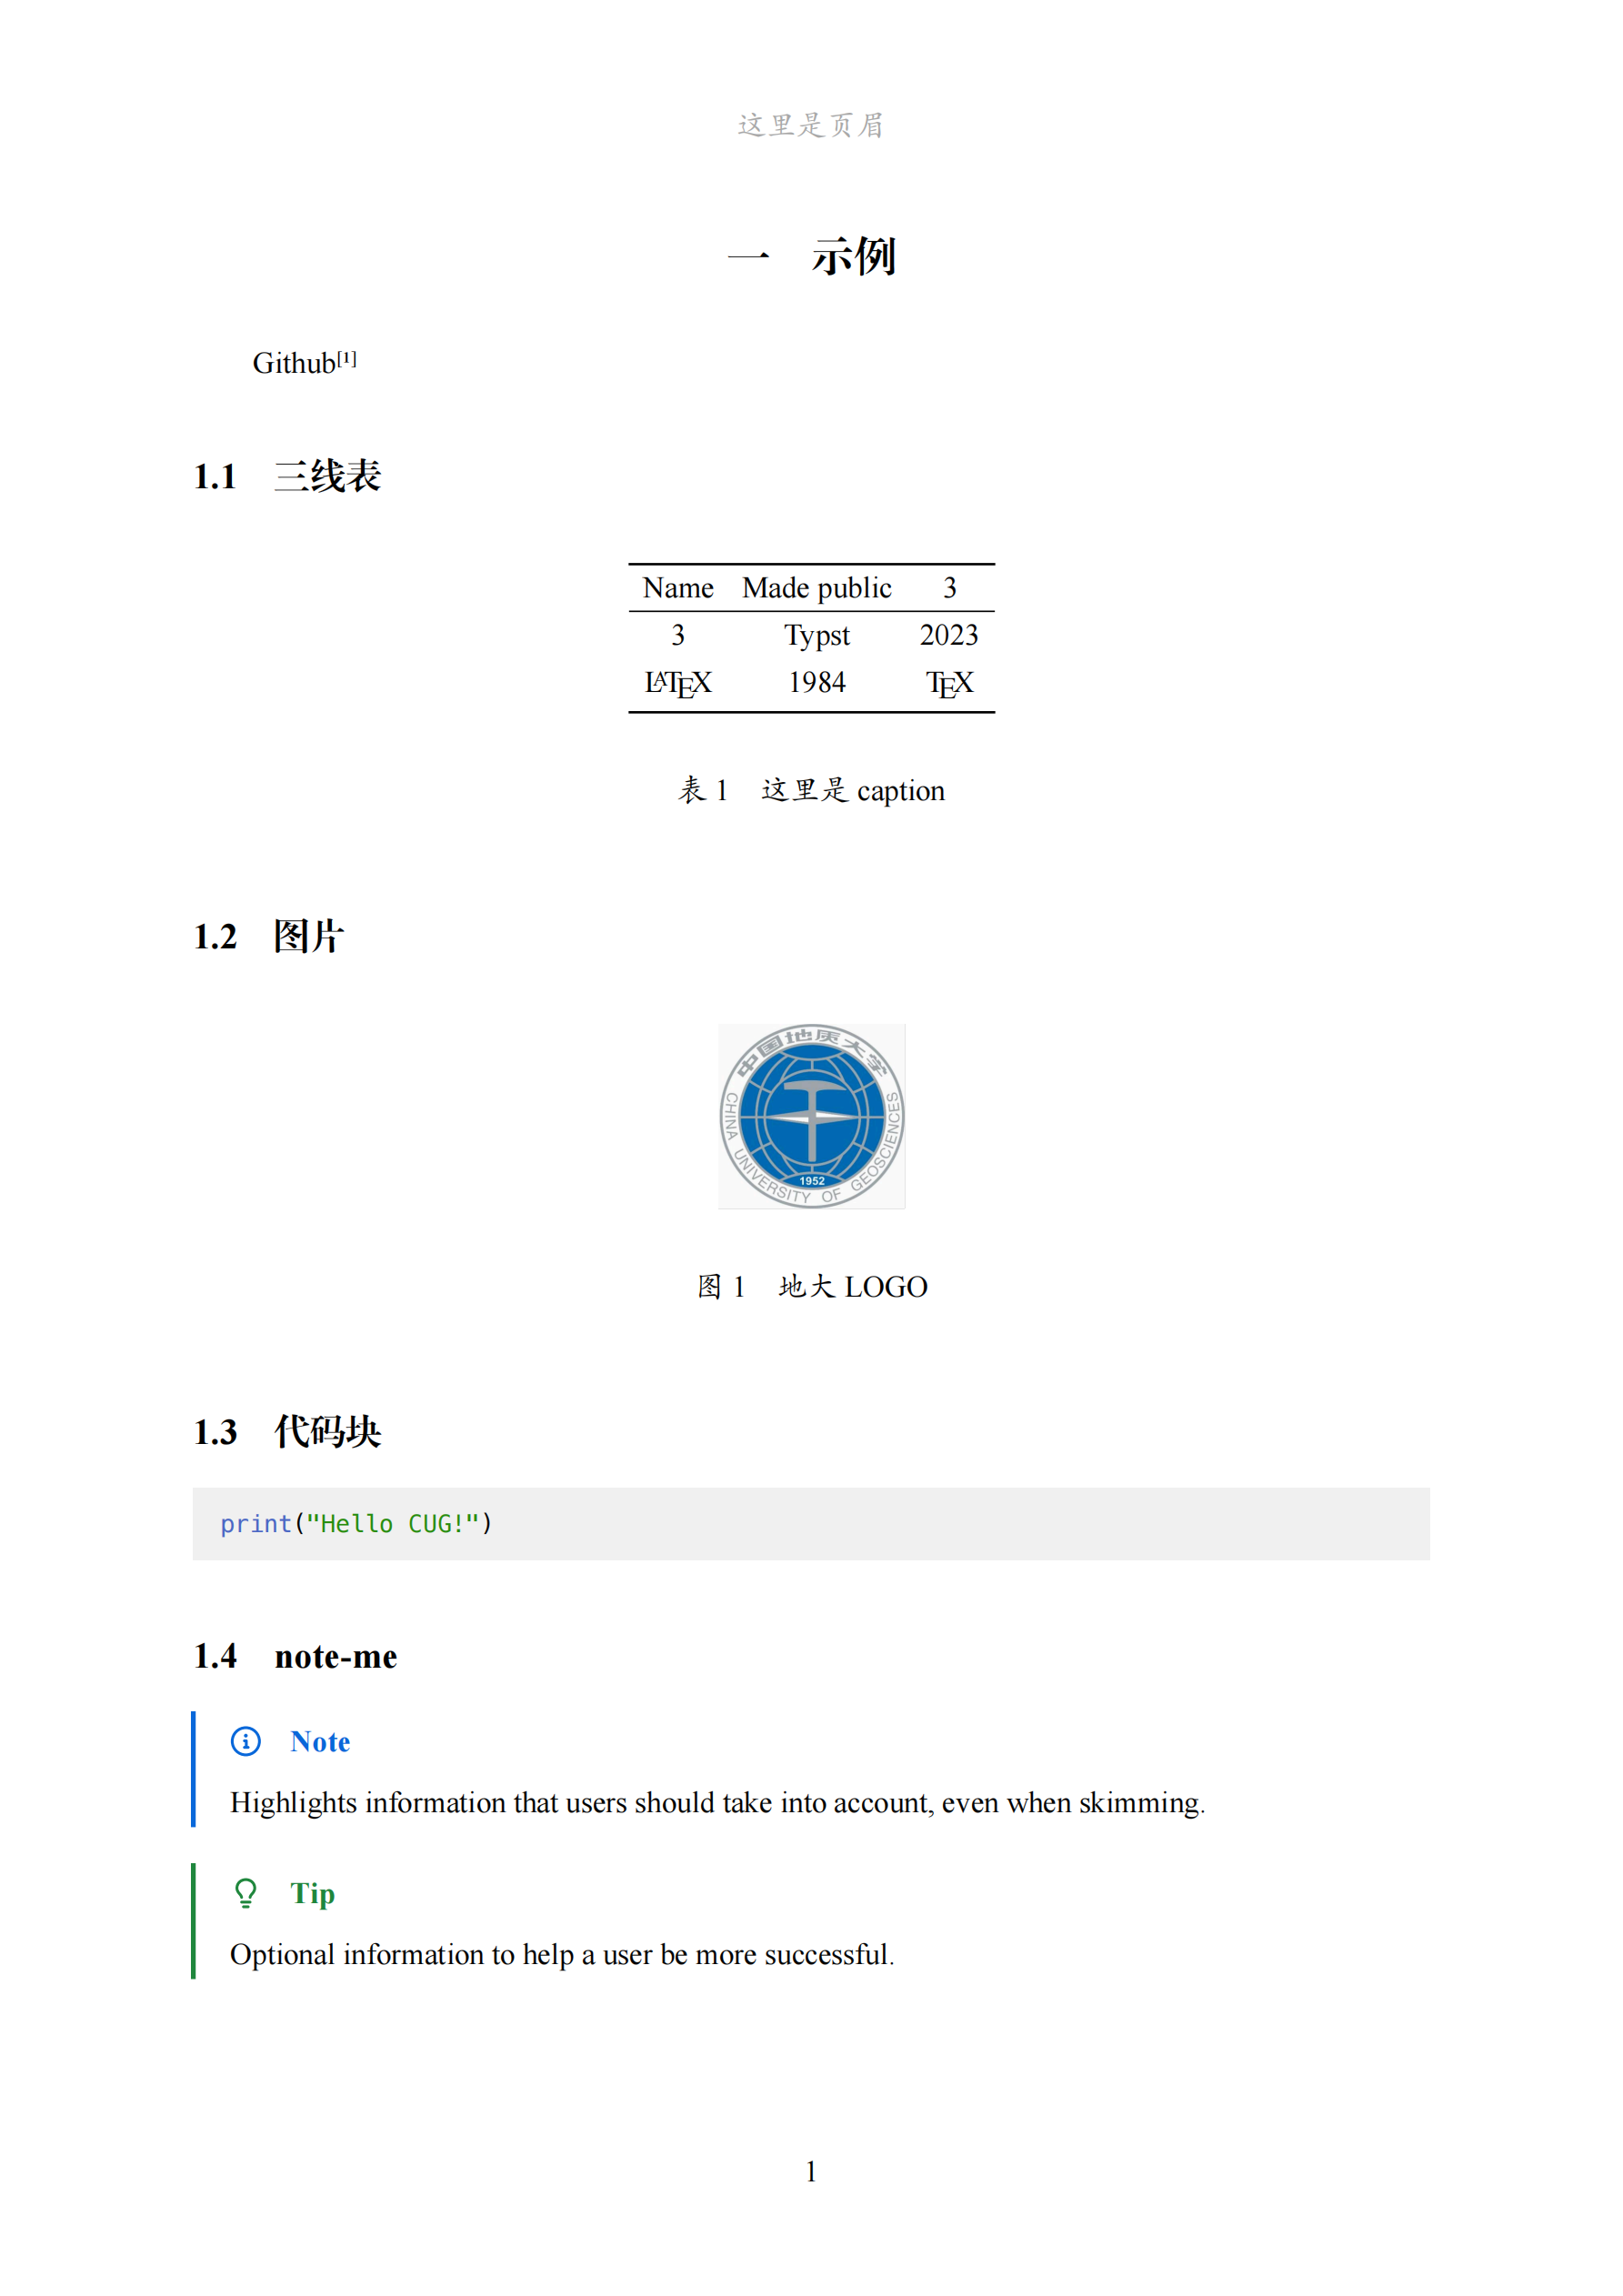 这里是页眉
一 示例
Github[1]
1.1 三线表
Name Made public 3
3 Typst 2023
LATEX 1984 TEX
表 1 这里是 caption
1.2 图片
中国地质大学
CHINA UNIVERSITY OF GEOSCIENCES
1952
图 1 地大 LOGO
1.3 代码块
print("Hello CUG!")
1.4 note-me
Note
Highlights information that users should take into account, even when skimming.
Tip
Optional information to help a user be more successful.
1